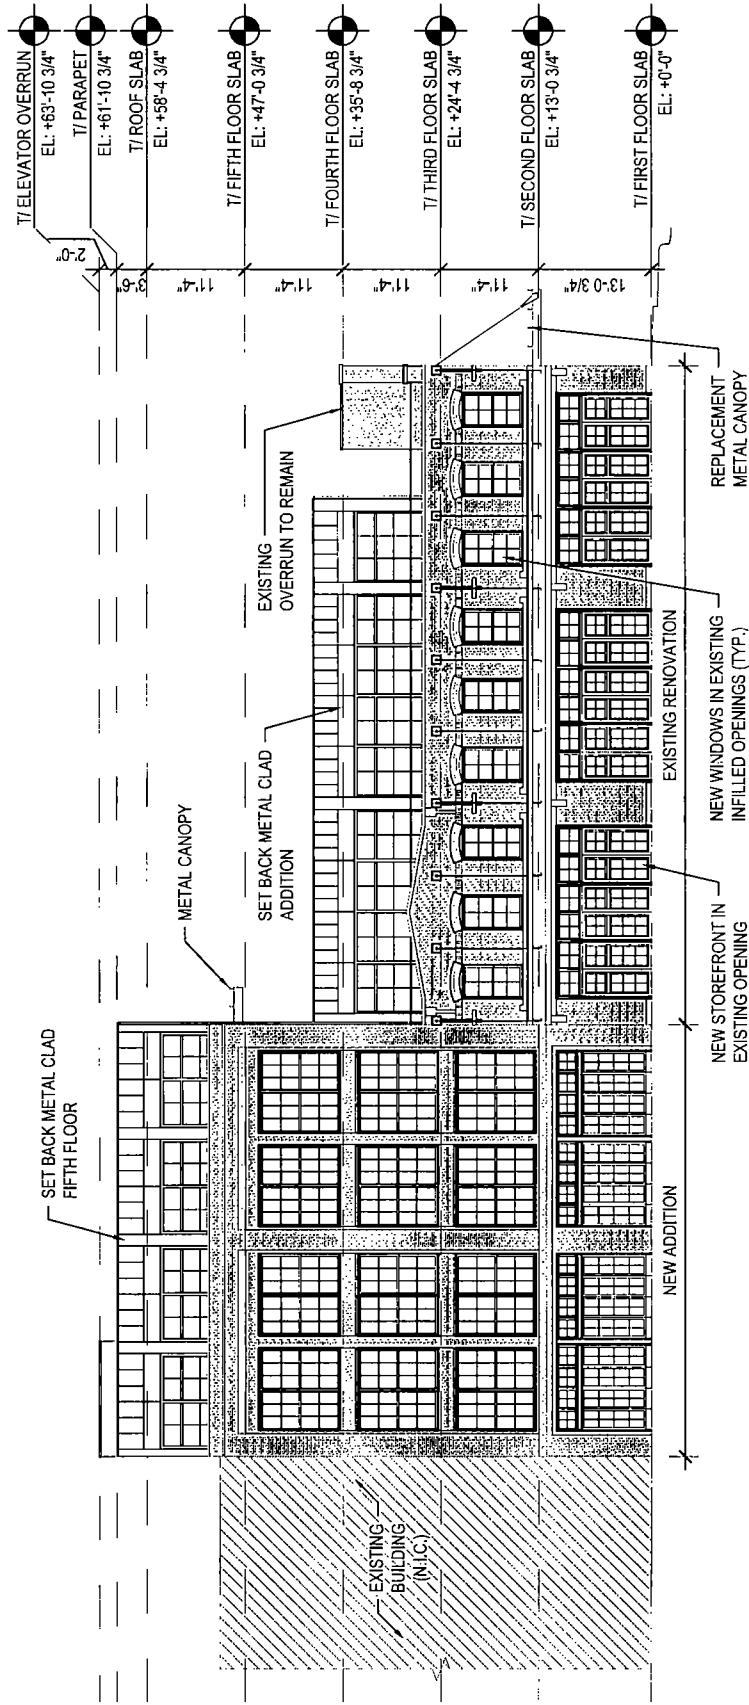 T/ ELEVATOR OVERRUN
EL: +63'-10 3/4"
T/ PARAPET
EL: +61'-10 3/4"
T/ ROOF SLAB
EL: +58'-4 3/4"
T/ FIFTH FLOOR SLAB
EL: +47'-0 3/4"
T/ FOURTH FLOOR SLAB
EL: +35'-8 3/4"
T/ THIRD FLOOR SLAB
EL: +24'-4 3/4"
T/ SECOND FLOOR SLAB
EL: +13'-0 3/4"
T/ FIRST FLOOR SLAB
EL: +0'-0"
2'-0"
3'-6"
11'-4"
11'-4"
11'-4"
11'-4"
13'-0 3/4"
SET BACK METAL CLAD
FIFTH FLOOR
METAL CANOPY
SET BACK METAL CLAD
ADDITION
EXISTING
OVERRUN TO REMAIN
EXISTING
BUILDING
(N.I.C.)
NEW ADDITION
EXISTING RENOVATION
NEW STOREFRONT IN
EXISTING OPENING
NEW WINDOWS IN EXISTING
INFILLED OPENINGS (TYP.)
REPLACEMENT
METAL CANOPY